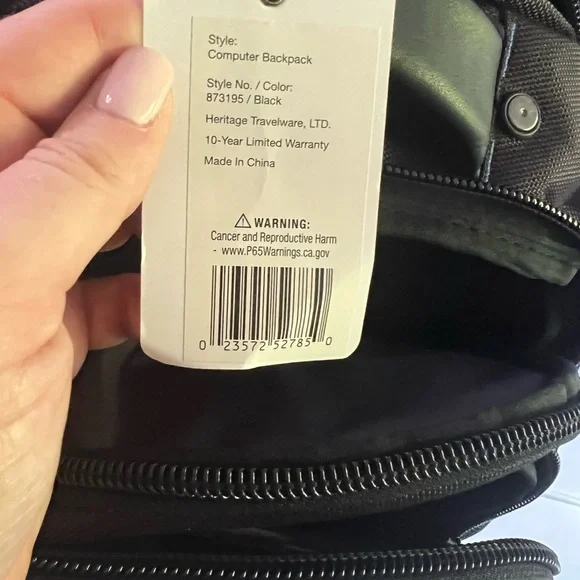 Style:
Computer Backpack
Style No. / Color:
873195 / Black
Heritage Travelware, LTD.
10-Year Limited Warranty
Made In China
⚠ WARNING:
Cancer and Reproductive Harm
- www.P65Warnings.ca.gov
0 23572 52785 0